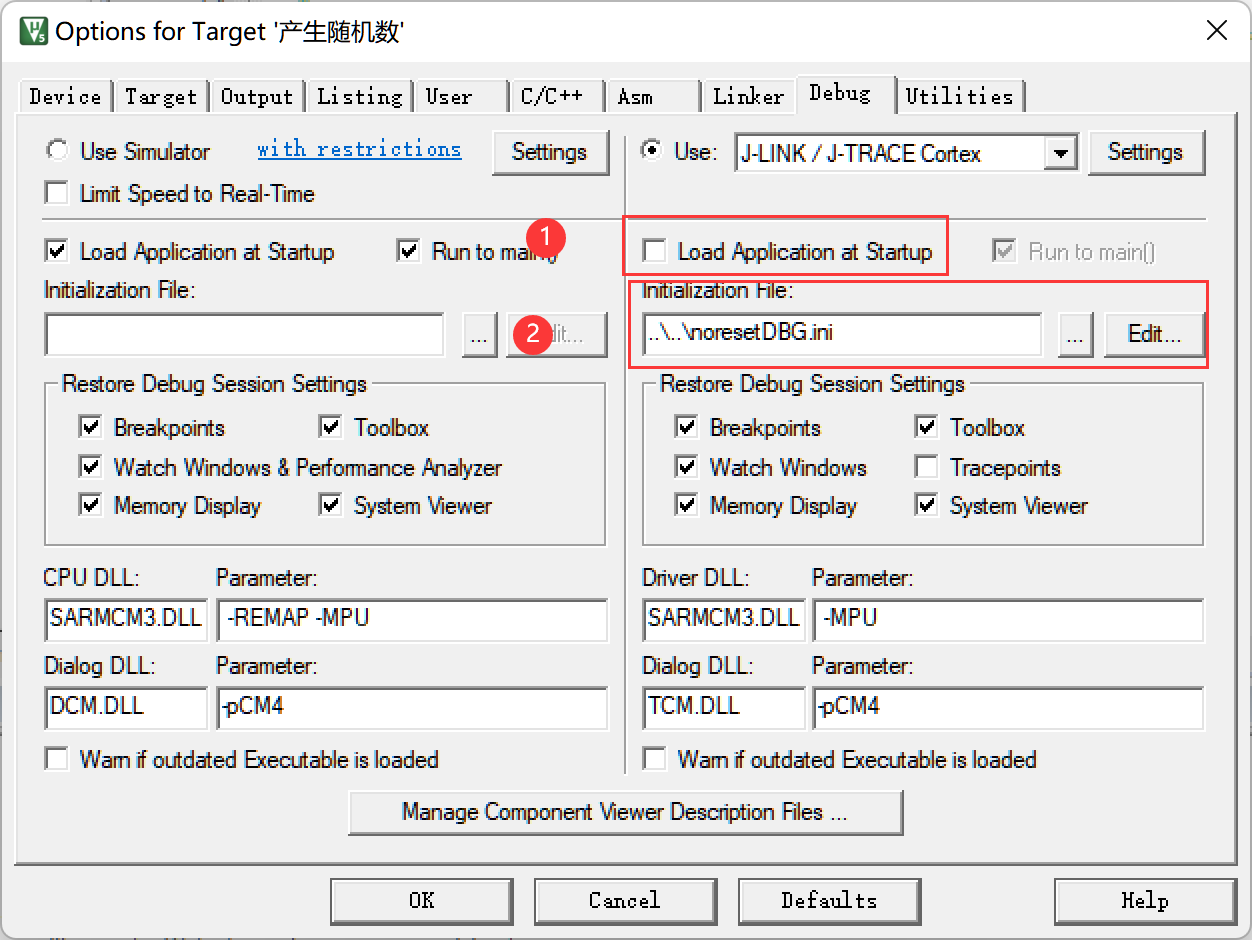 Options for Target '产生随机数'
Device Target Output Listing User C/C++ Asm Linker Debug Utilities
Use Simulator with restrictions Settings Use: J-LINK / J-TRACE Cortex Settings
Limit Speed to Real-Time
Load Application at Startup Run to main() 1 Load Application at Startup Run to main()
Initialization File: Initialization File:
... 2 dit... ..\..\noresetDBG.ini ... Edit...
Restore Debug Session Settings Restore Debug Session Settings
Breakpoints Toolbox Breakpoints Toolbox
Watch Windows & Performance Analyzer Watch Windows Tracepoints
Memory Display System Viewer Memory Display System Viewer
CPU DLL: Parameter: Driver DLL: Parameter:
SARMCM3.DLL -REMAP -MPU SARMCM3.DLL -MPU
Dialog DLL: Parameter: Dialog DLL: Parameter:
DCM.DLL -pCM4 TCM.DLL -pCM4
Warn if outdated Executable is loaded Warn if outdated Executable is loaded
Manage Component Viewer Description Files ...
OK Cancel Defaults Help